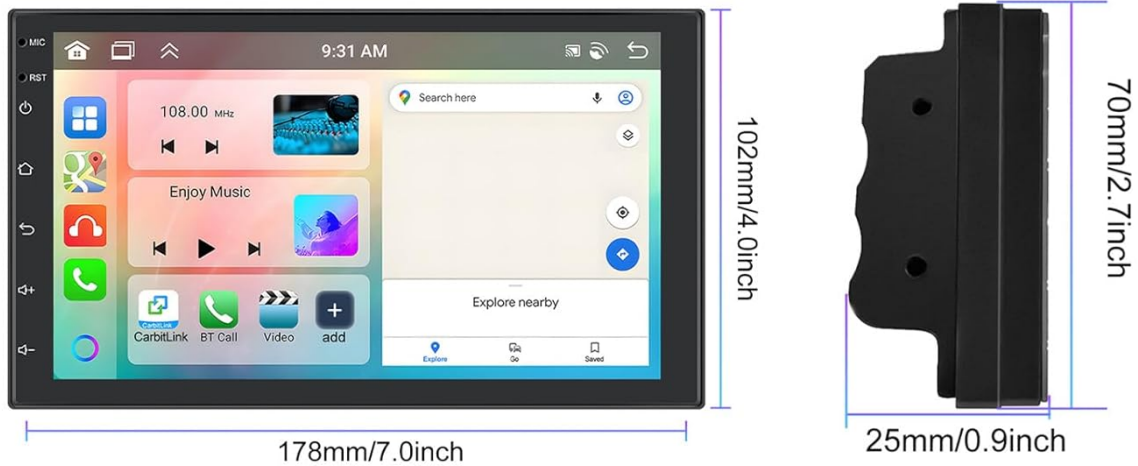 MIC
9:31 AM
RST
108.00 MHz
Search here
Enjoy Music
Explore nearby
CarbitLink
CarbitLink
BT Call
Video
add
Explore
Go
Saved
102mm/4.0inch
178mm/7.0inch
70mm/2.7inch
25mm/0.9inch